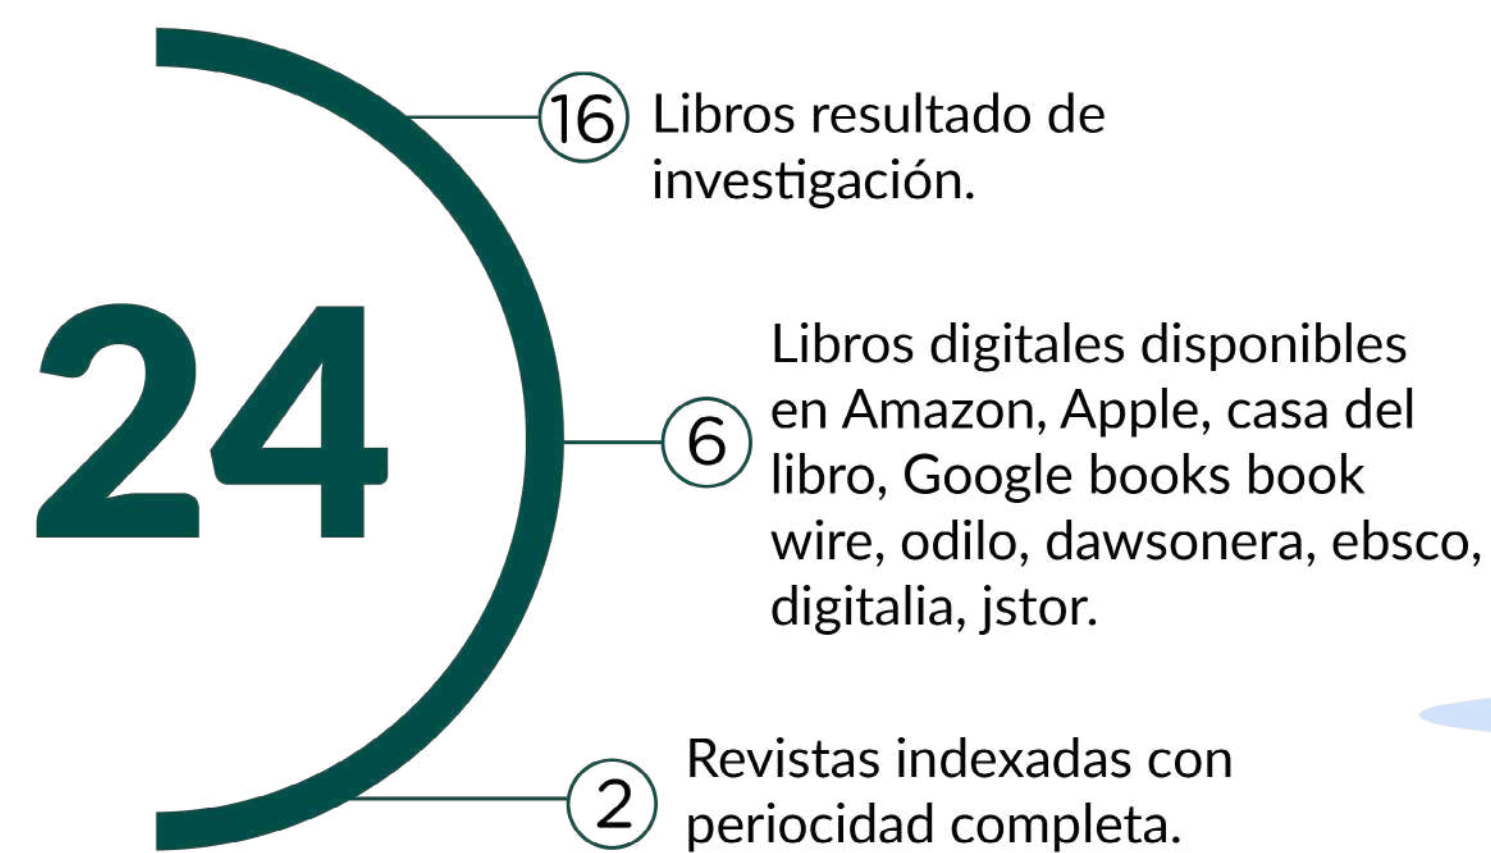 24
16
Libros resultado de
investigación.
6
Libros digitales disponibles
en Amazon, Apple, casa del
libro, Google books book
wire, odilo, dawsonera, ebsco,
digitalia, jstor.
2
Revistas indexadas con
periocidad completa.